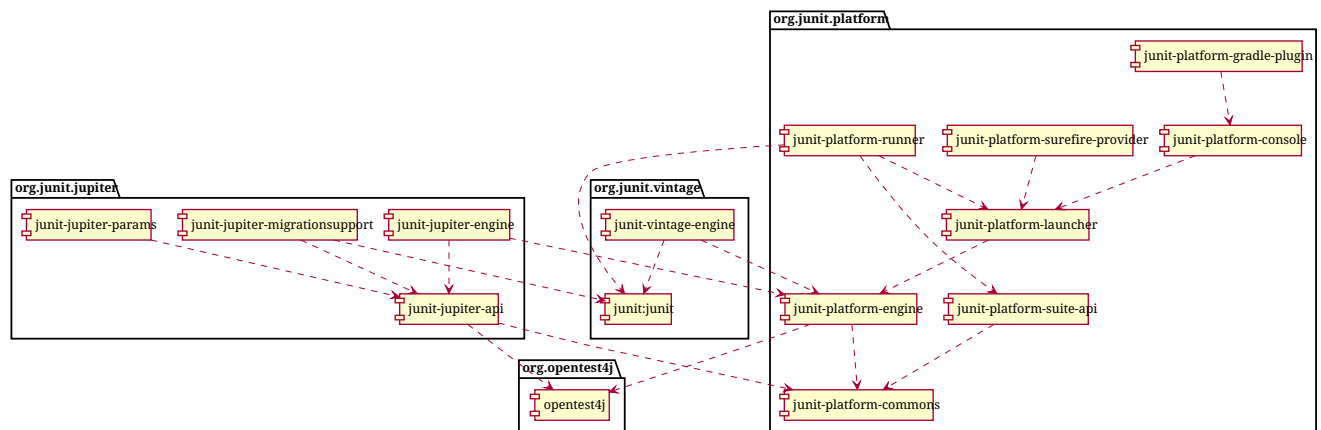 org.junit.platform
junit-platform-gradle-plugin
junit-platform-runner
junit-platform-surefire-provider
junit-platform-console
org.junit.jupiter
org.junit.vintage
junit-jupiter-params
junit-jupiter-migrationsupport
junit-jupiter-engine
junit-vintage-engine
junit-platform-launcher
junit-jupiter-api
junit:junit
junit-platform-engine
junit-platform-suite-api
org.opentest4j
opentest4j
junit-platform-commons